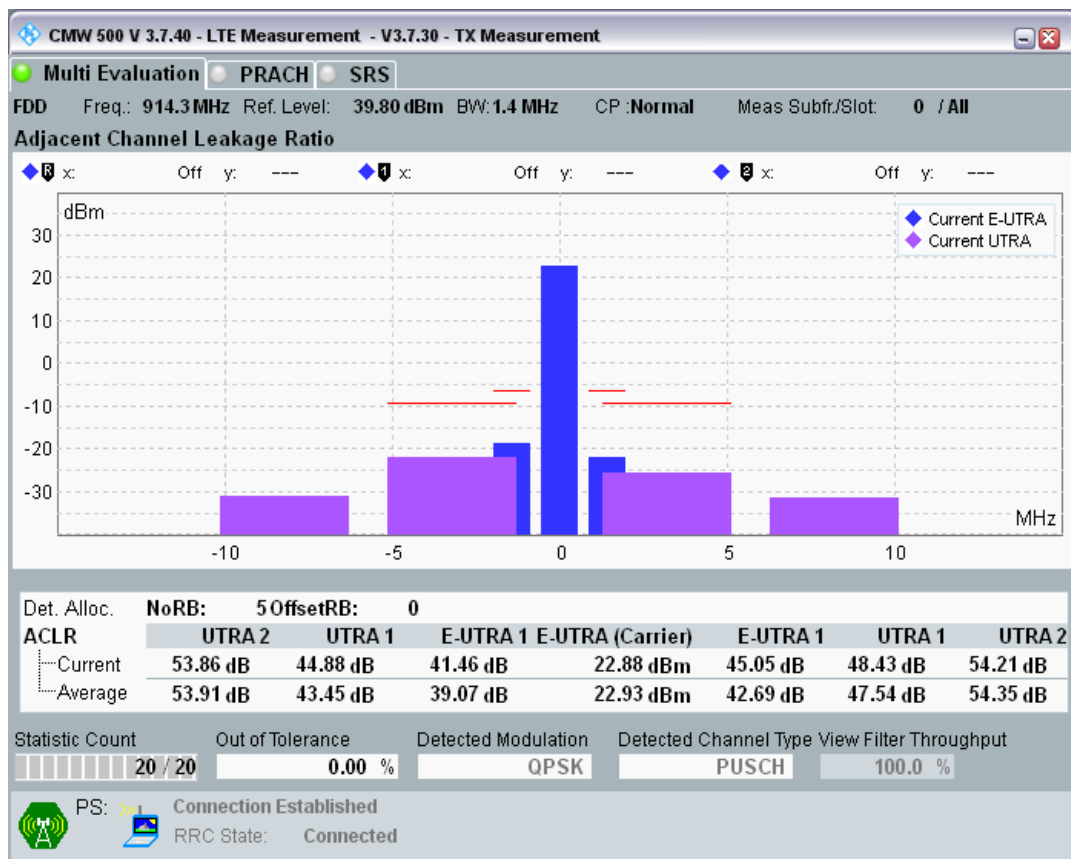 CMW 500 V 3.7.40 - LTE Measurement - V3.7.30 - TX Measurement
Multi Evaluation PRACH SRS
FDD Freq.: 914.3 MHz Ref. Level: 39.80 dBm BW: 1.4 MHz CP :Normal Meas Subfr./Slot: 0 / All
Adjacent Channel Leakage Ratio
R x: Off y: --- 1 x: Off y: --- 2 x: Off y: ---
dBm
Current E-UTRA
Current UTRA
30
20
10
0
-10
-20
-30
MHz
-10 -5 0 5 10
Det. Alloc. NoRB: 5 OffsetRB: 0
ACLR UTRA 2 UTRA 1 E-UTRA 1 E-UTRA (Carrier) E-UTRA 1 UTRA 1 UTRA 2
Current 53.86 dB 44.88 dB 41.46 dB 22.88 dBm 45.05 dB 48.43 dB 54.21 dB
Average 53.91 dB 43.45 dB 39.07 dB 22.93 dBm 42.69 dB 47.54 dB 54.35 dB
Statistic Count Out of Tolerance Detected Modulation Detected Channel Type View Filter Throughput
20 / 20 0.00 % QPSK PUSCH 100.0 %
PS: Connection Established
RRC State: Connected